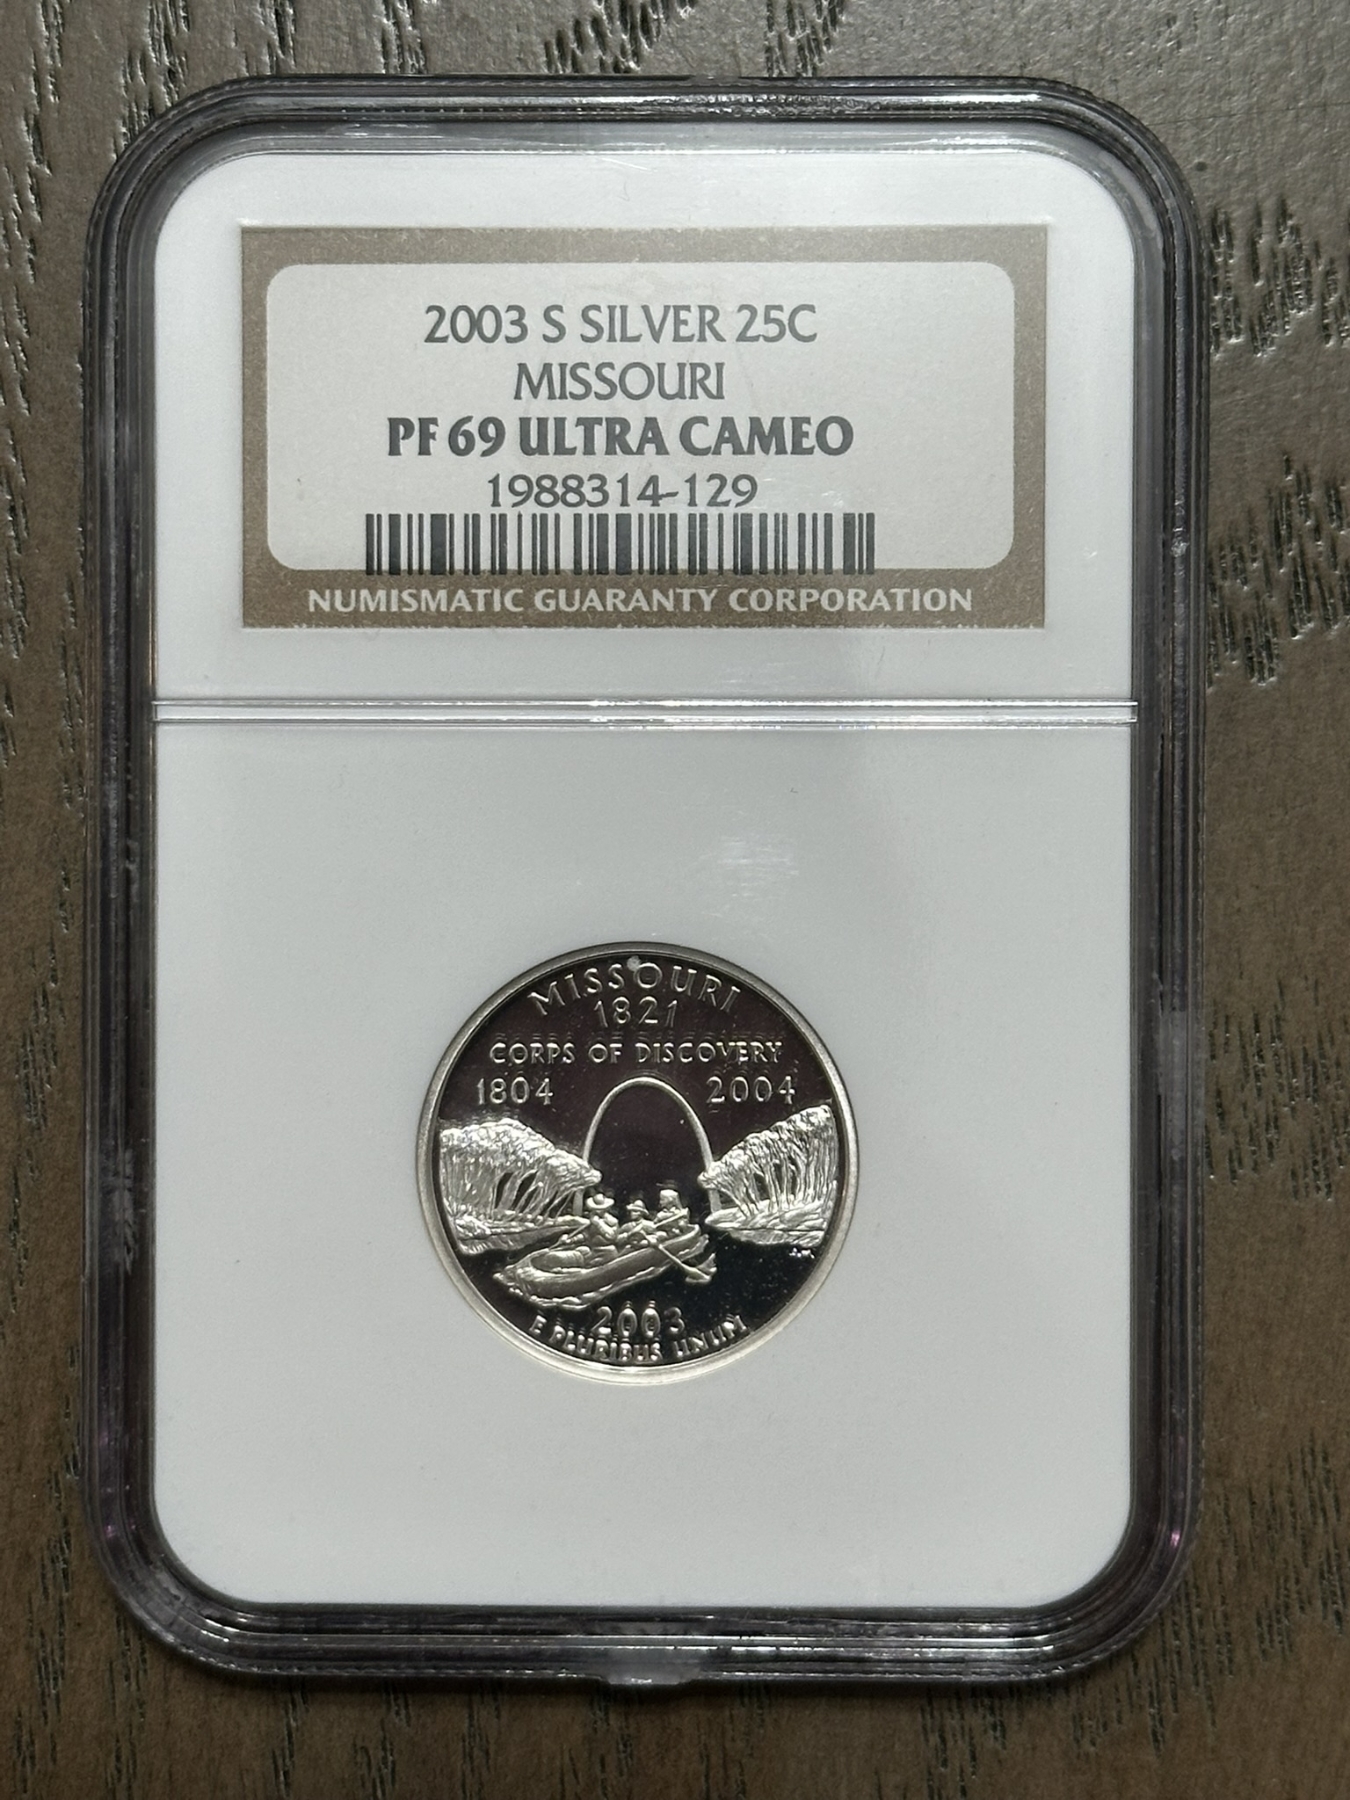 2003 S SILVER 25C
MISSOURI
PF 69 ULTRA CAMEO
1988314-129
NUMISMATIC GUARANTY CORPORATION
MISSOURI
1821
CORPS OF DISCOVERY
1804 2004
2003
E PLURIBUS UNUM